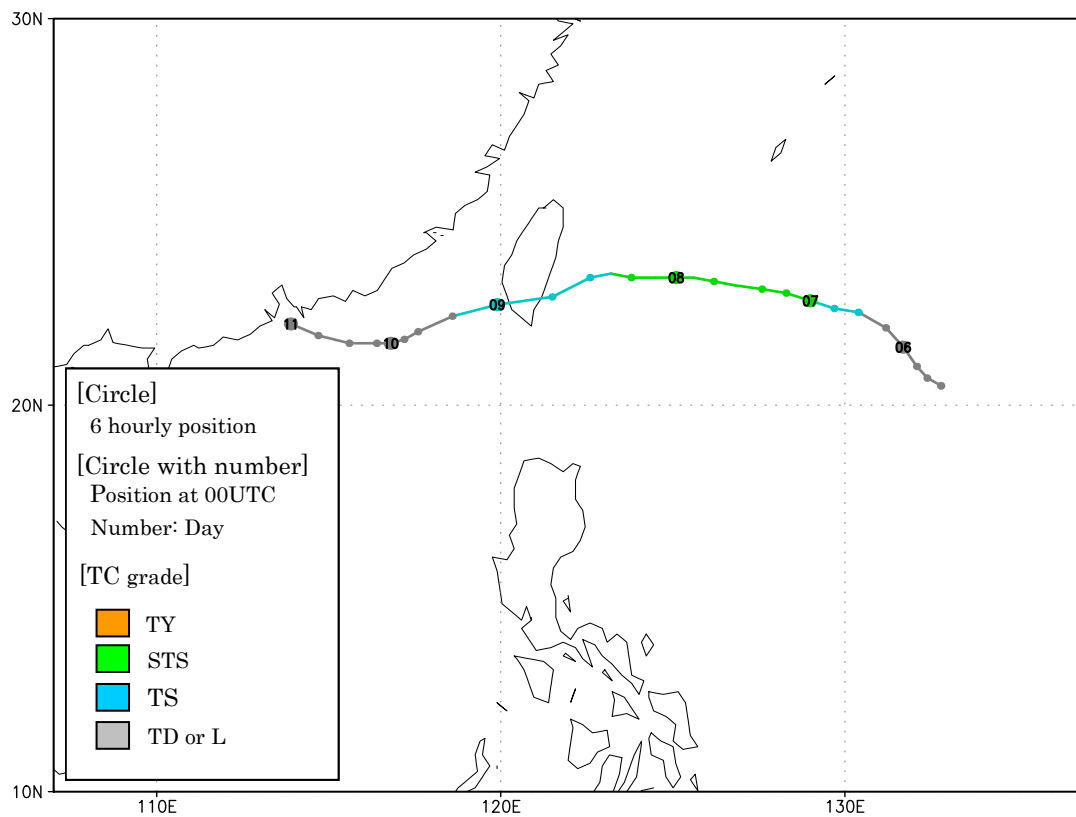 30N
11
10
09
08
07
06
20N
[Circle]
6 hourly position
[Circle with number]
Position at 00UTC
Number: Day
[TC grade]
TY
STS
TS
TD or L
10N
110E
120E
130E